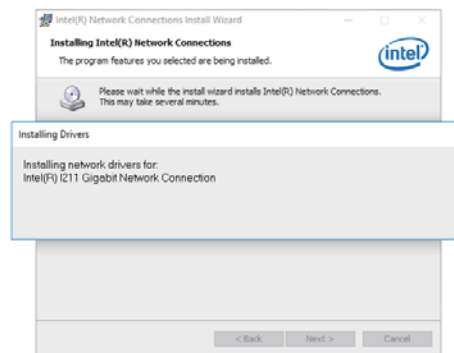 Intel(R) Network Connections Install Wizard
Installing Intel(R) Network Connections
The program features you selected are being installed.
intel
Please wait while the install wizard installs Intel(R) Network Connections.
This may take several minutes.
Installing Drivers
Installing network drivers for:
Intel(R) I211 Gigabit Network Connection
< Back
Next >
Cancel